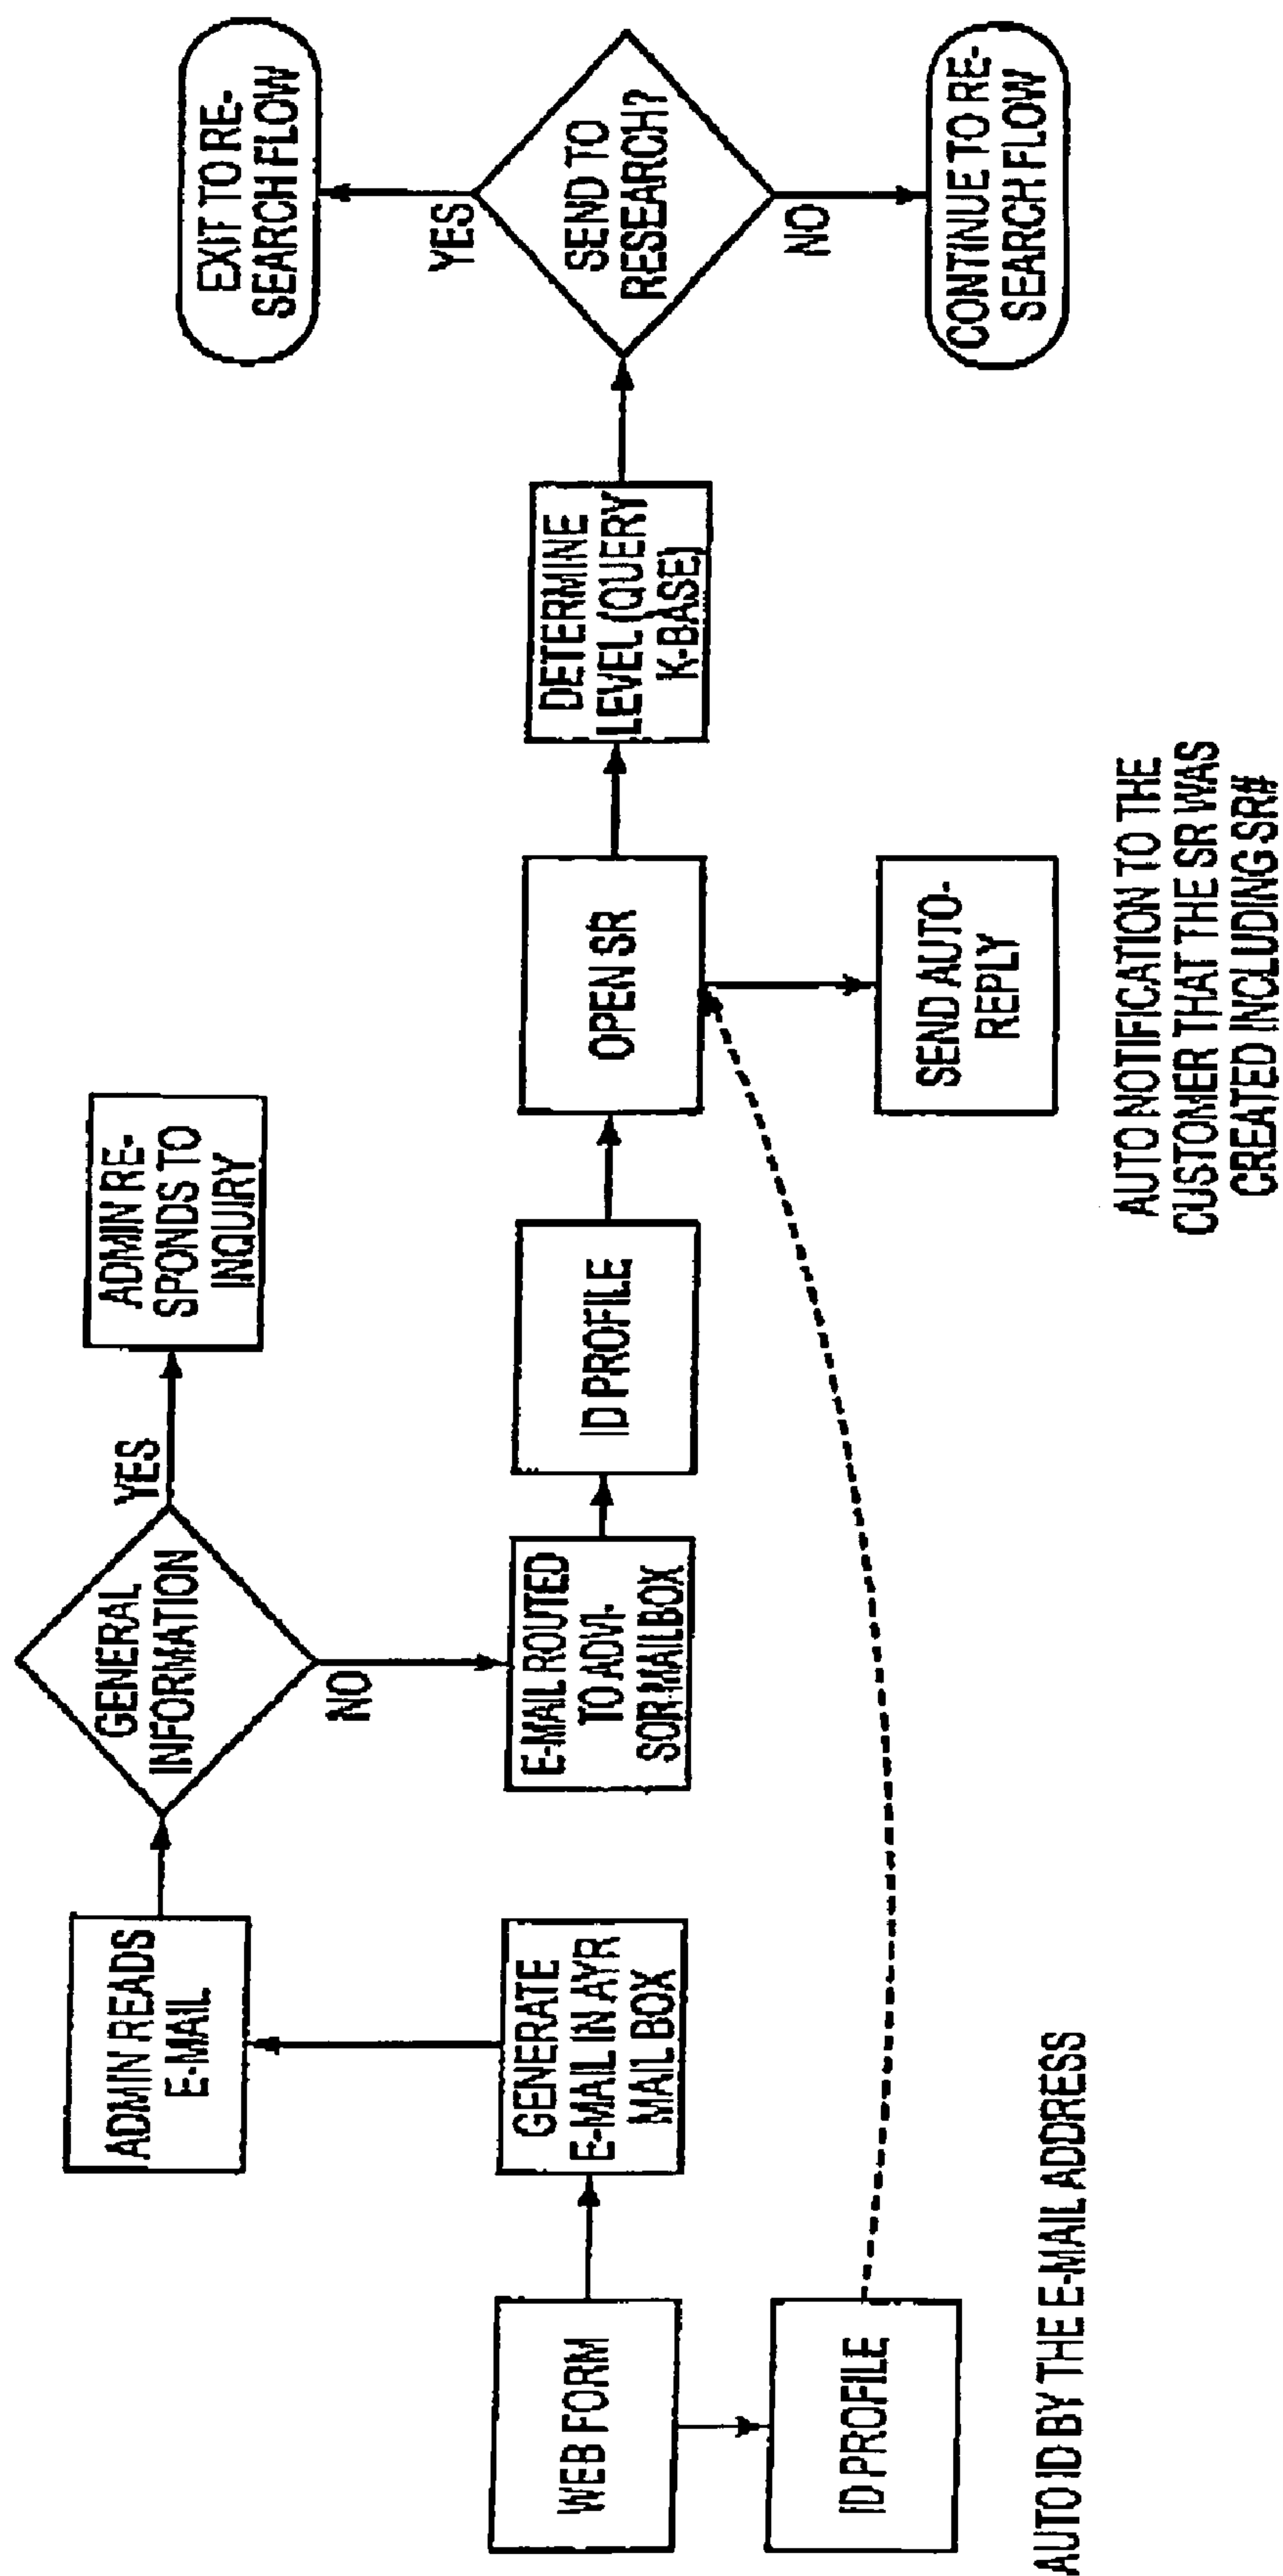 WEB FORM
ID PROFILE
AUTO ID BY THE E-MAIL ADDRESS
GENERATE
E-MAIL IN AYR
MAIL BOX
ADMIN READS
E-MAIL
GENERAL
INFORMATION
YES
NO
ADMIN RE-
SPONDS TO
INQUIRY
E-MAIL ROUTED
TO ADVI-
SOR MAILBOX
ID PROFILE
OPEN SR
SEND AUTO-
REPLY
AUTO NOTIFICATION TO THE
CUSTOMER THAT THE SR WAS
CREATED INCLUDING SR#
DETERMINE
LEVEL (QUERY
K-BASE)
SEND TO
RESEARCH?
YES
NO
EXIT TO RE-
SEARCH FLOW
CONTINUE TO RE-
SEARCH FLOW